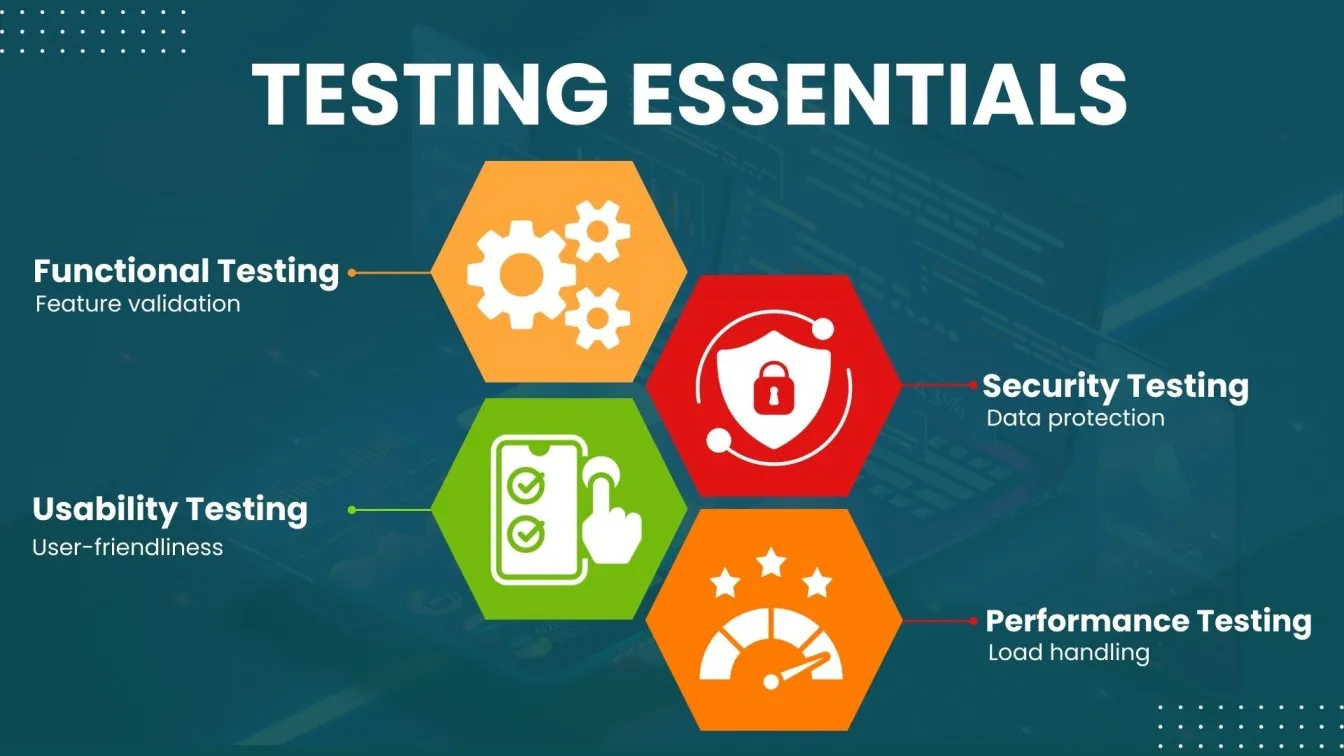 TESTING ESSENTIALS
Functional Testing
Feature validation
Security Testing
Data protection
Usability Testing
User-friendliness
Performance Testing
Load handling